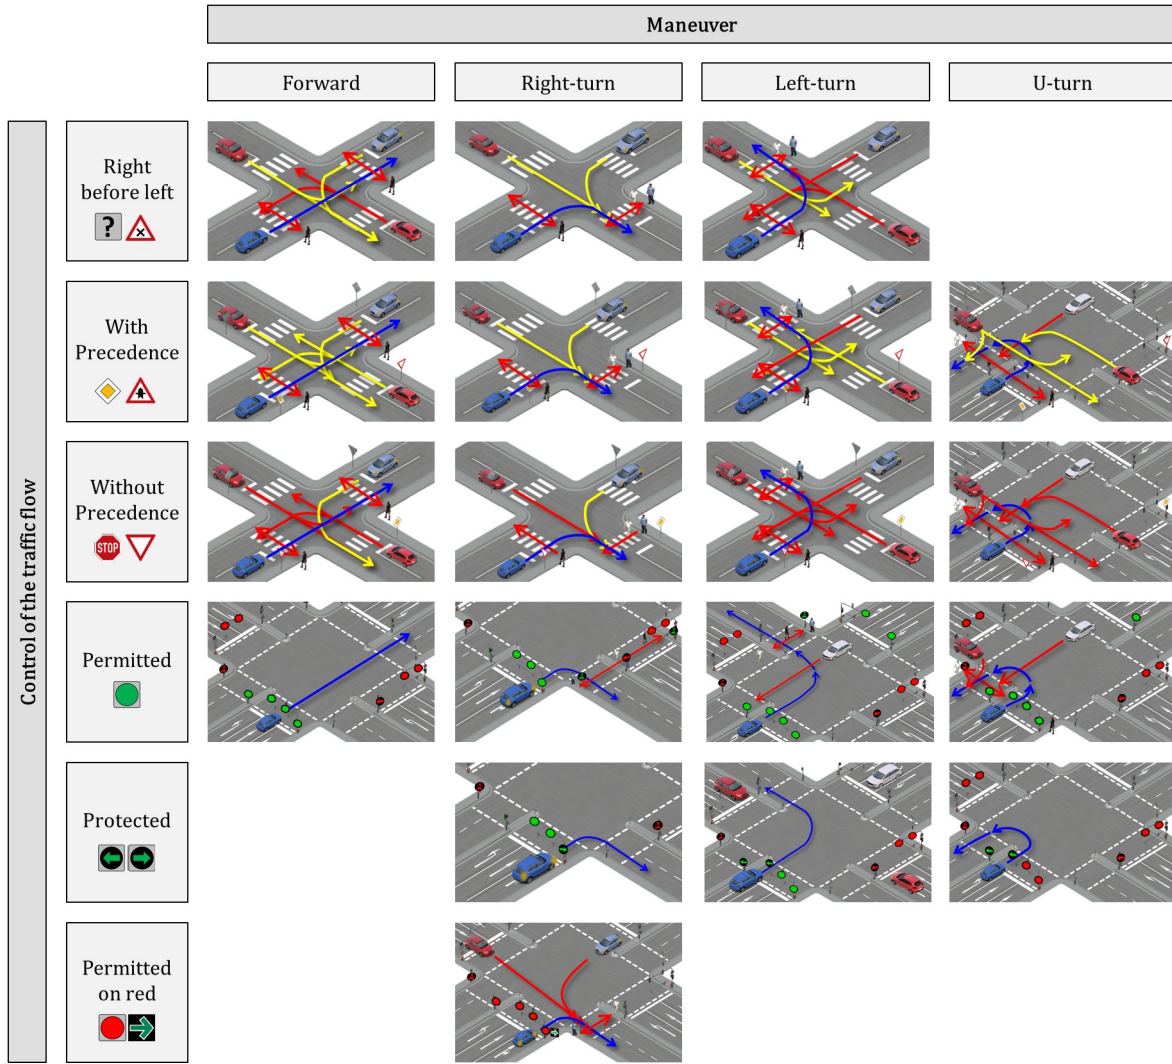 Maneuver
Forward
Right-turn
Left-turn
U-turn
Control of the traffic flow
Right
before left
?
With
Precedence
Without
Precedence
STOP
Permitted
Protected
Permitted
on red